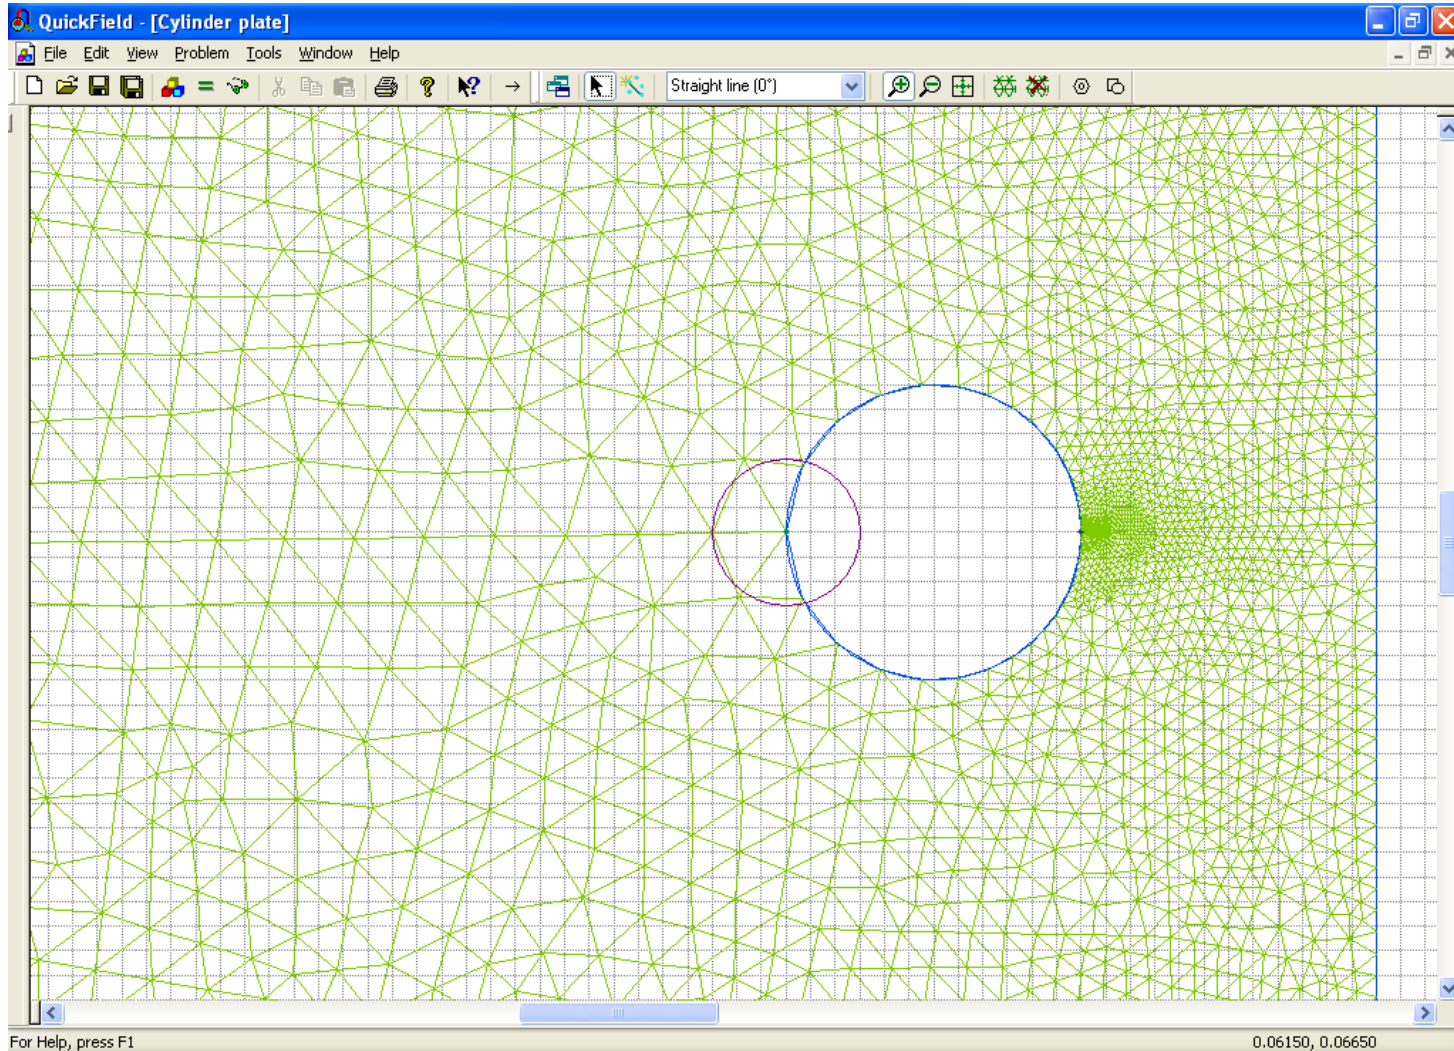 QuickField - [Cylinder plate]
File Edit View Problem Tools Window Help
Straight line (0°)
For Help, press F1 0.06150, 0.06650